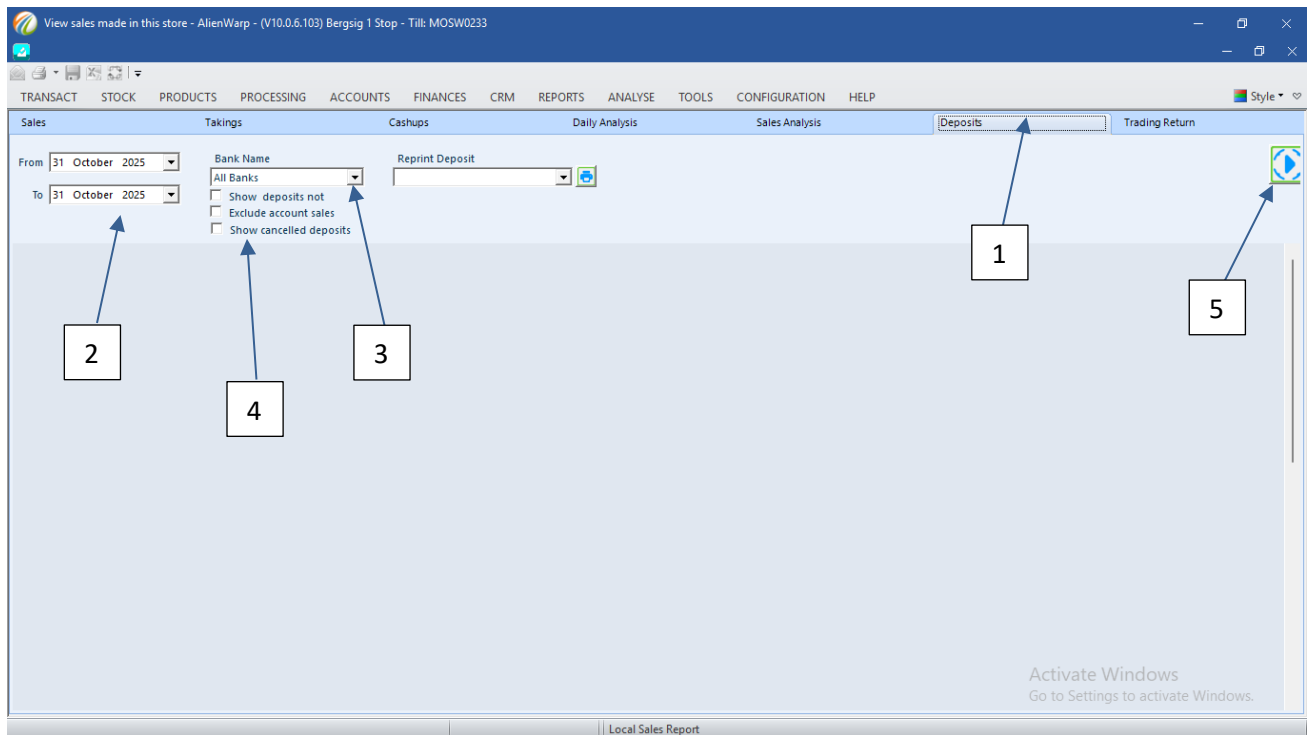 View sales made in this store - AlienWarp - (V10.0.6.103) Bergsig 1 Stop - Till: MOSW0233
TRANSACT STOCK PRODUCTS PROCESSING ACCOUNTS FINANCES CRM REPORTS ANALYSE TOOLS CONFIGURATION HELP Style
Sales Takings Cashups Daily Analysis Sales Analysis Deposits Trading Return
From 31 October 2025 Bank Name Reprint Deposit
All Banks
To 31 October 2025 Show deposits not
Exclude account sales
Show cancelled deposits
1
5
2 3
4
Activate Windows
Go to Settings to activate Windows.
Local Sales Report